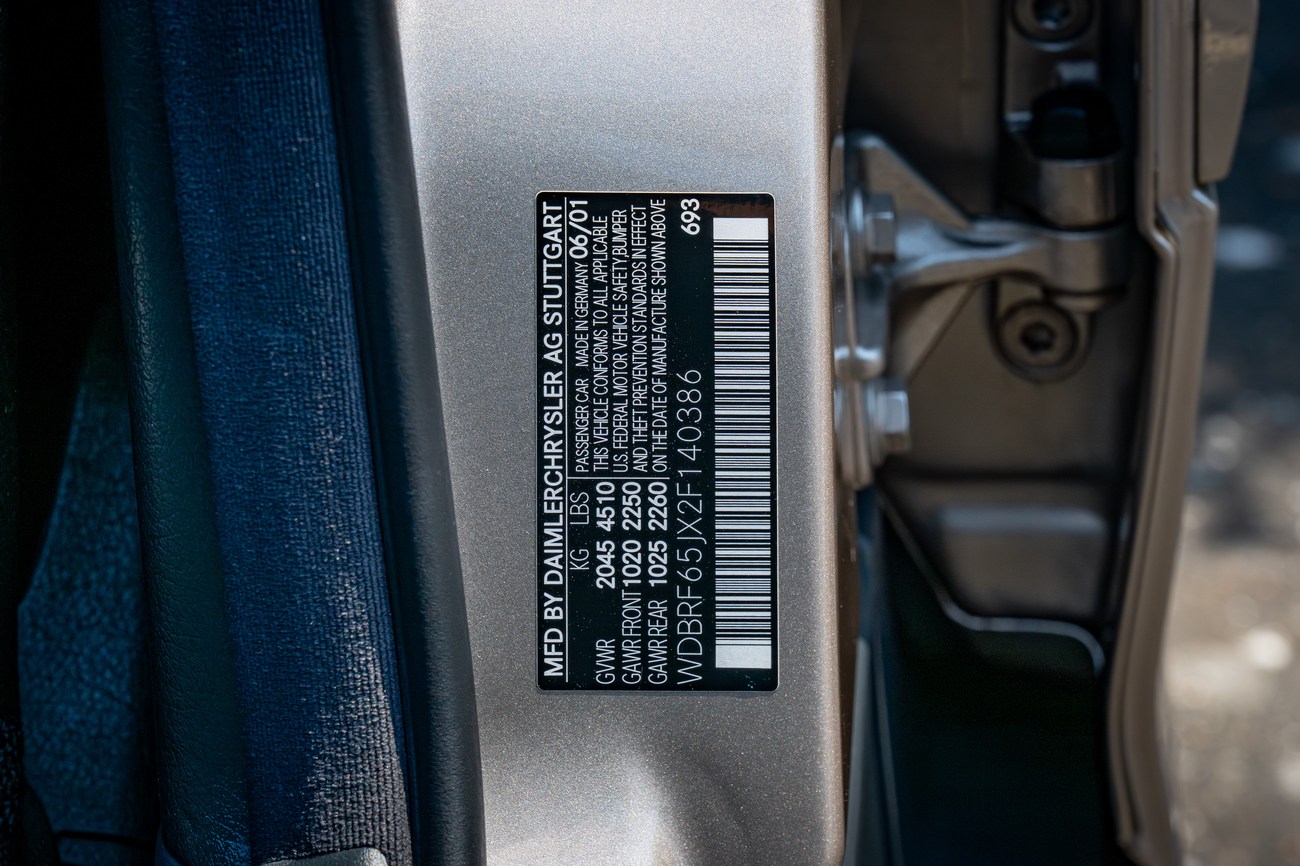 MFD BY DAIMLERCHRYSLER AG STUTTGART
KG LBS PASSENGER CAR MADE IN GERMANY 06/01
GVWR 2045 4510 THIS VEHICLE CONFORMS TO ALL APPLICABLE
GAWR FRONT 1020 2250 U.S. FEDERAL MOTOR VEHICLE SAFETY, BUMPER
GAWR REAR 1025 2260 AND THEFT PREVENTION STANDARDS IN EFFECT
ON THE DATE OF MANUFACTURE SHOWN ABOVE
WDBRF65JX2F140386 693